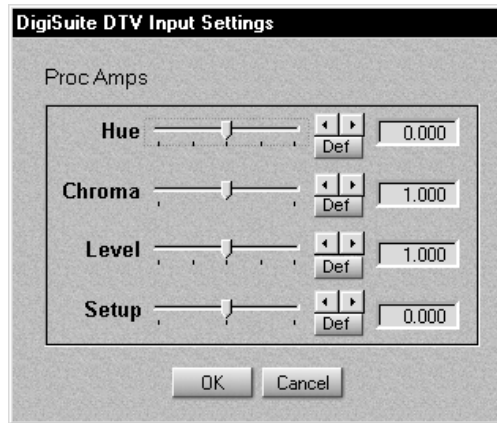 DigiSuite DTV Input Settings
Proc Amps
Hue
Def
0.000
Chroma
Def
1.000
Level
Def
1.000
Setup
Def
0.000
OK
Cancel